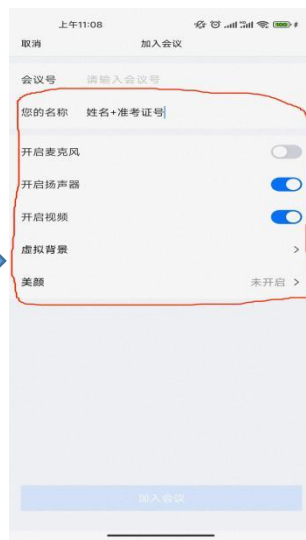 上午11:08
取消 加入会议
会议号 请输入会议号
您的名称 姓名+准考证号
开启麦克风
开启扬声器
开启视频
虚拟背景 >
美颜 未开启 >
加入会议